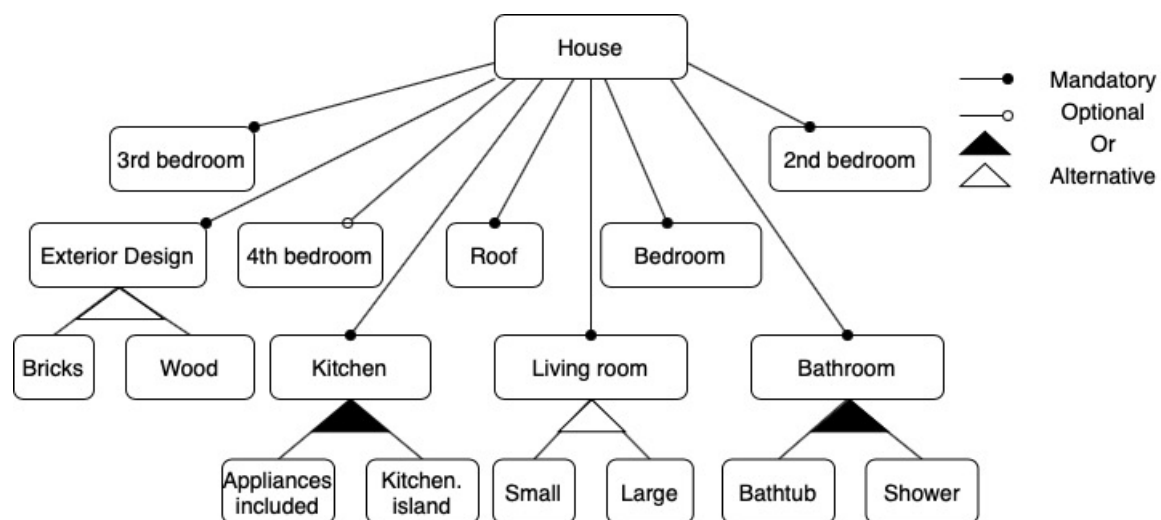 House
Mandatory
Optional
Or
Alternative
3rd bedroom
2nd bedroom
Exterior Design
4th bedroom
Roof
Bedroom
Bricks
Wood
Kitchen
Living room
Bathroom
Appliances
included
Kitchen.
island
Small
Large
Bathtub
Shower